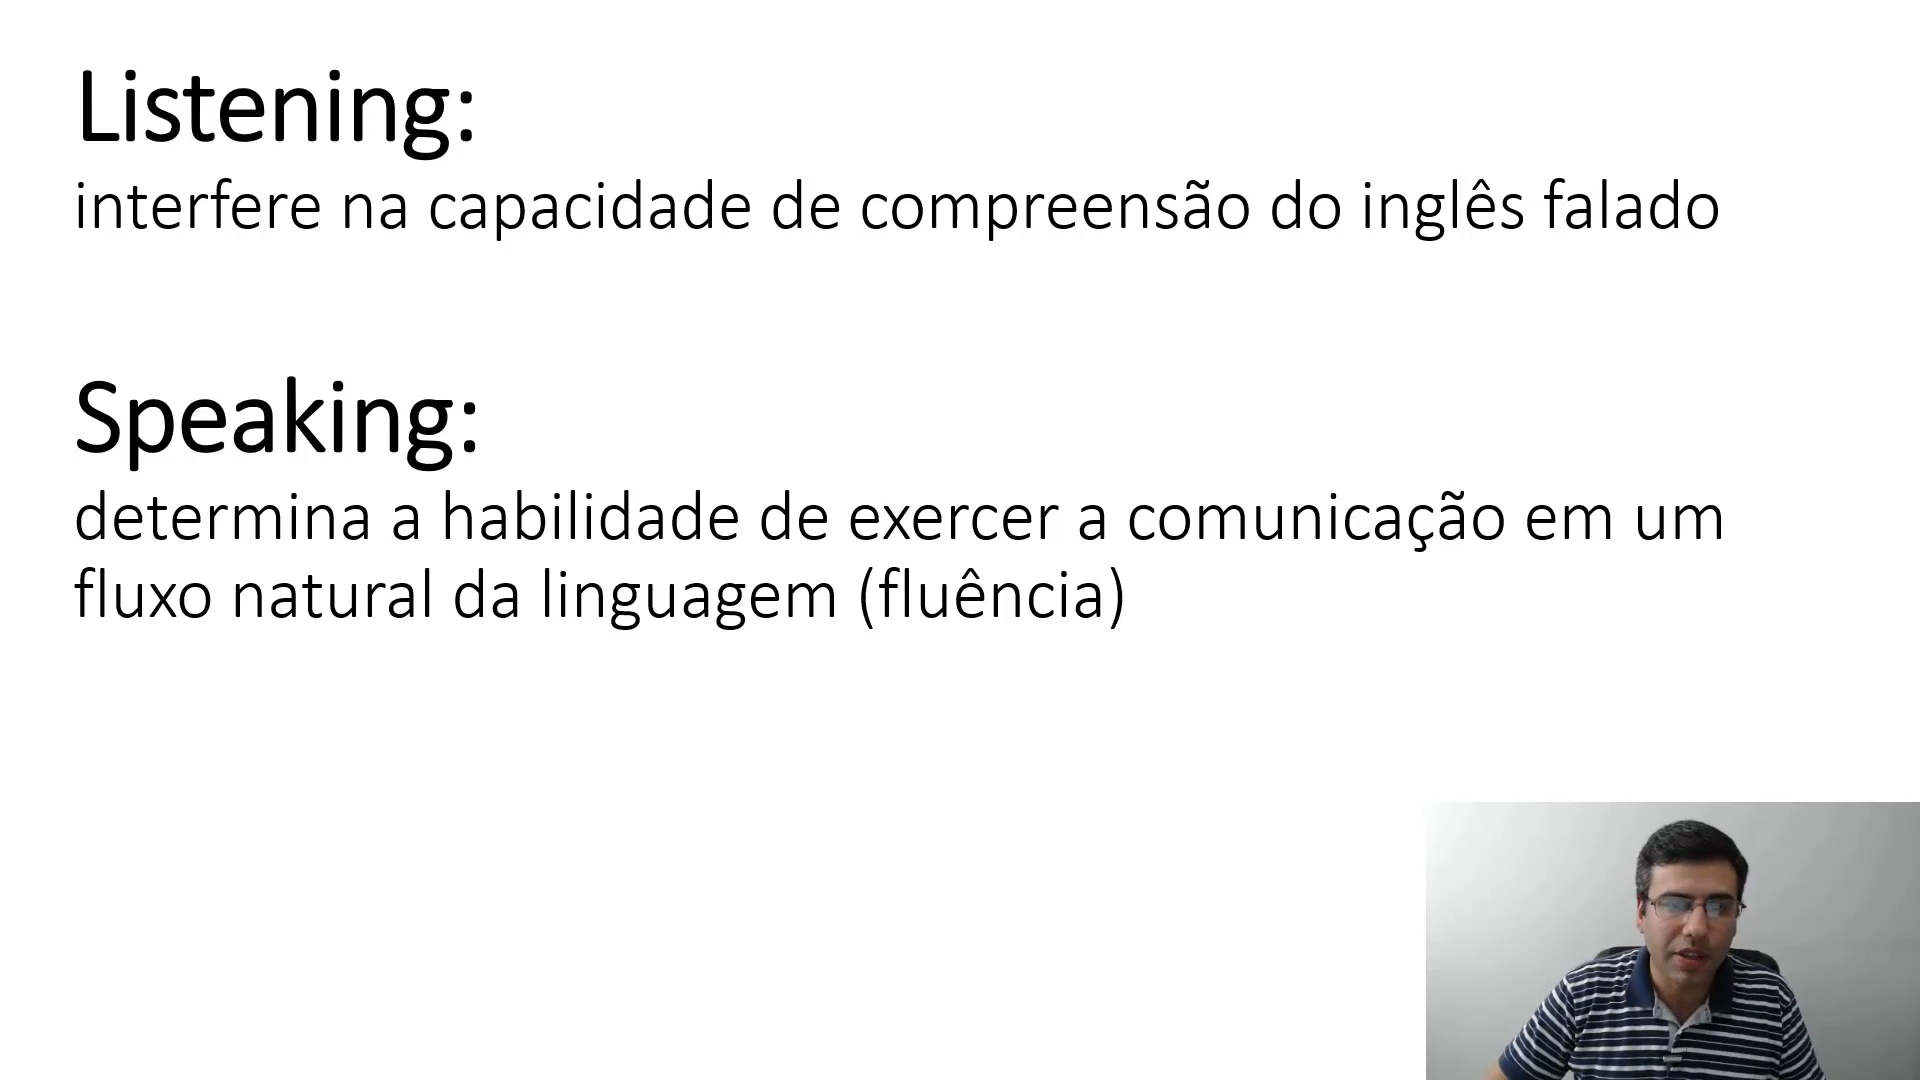 Listening:
interfere na capacidade de compreensão do inglês falado
Speaking:
determina a habilidade de exercer a comunicação em um
fluxo natural da linguagem (fluência)